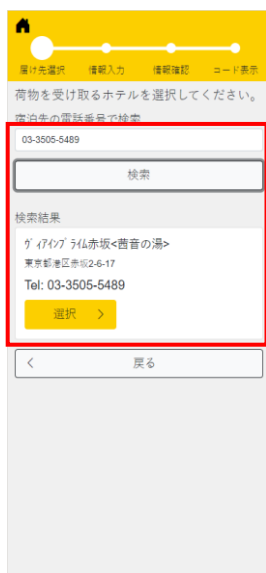 届け先選択 情報入力 情報確認 コード表示
荷物を受け取るホテルを選択してください。
宿泊先の電話番号で検索
03-3505-5489
検索
検索結果
ヴィアインプライム赤坂<茜音の湯>
東京都港区赤坂2-6-17
Tel: 03-3505-5489
選択 >
< 戻る